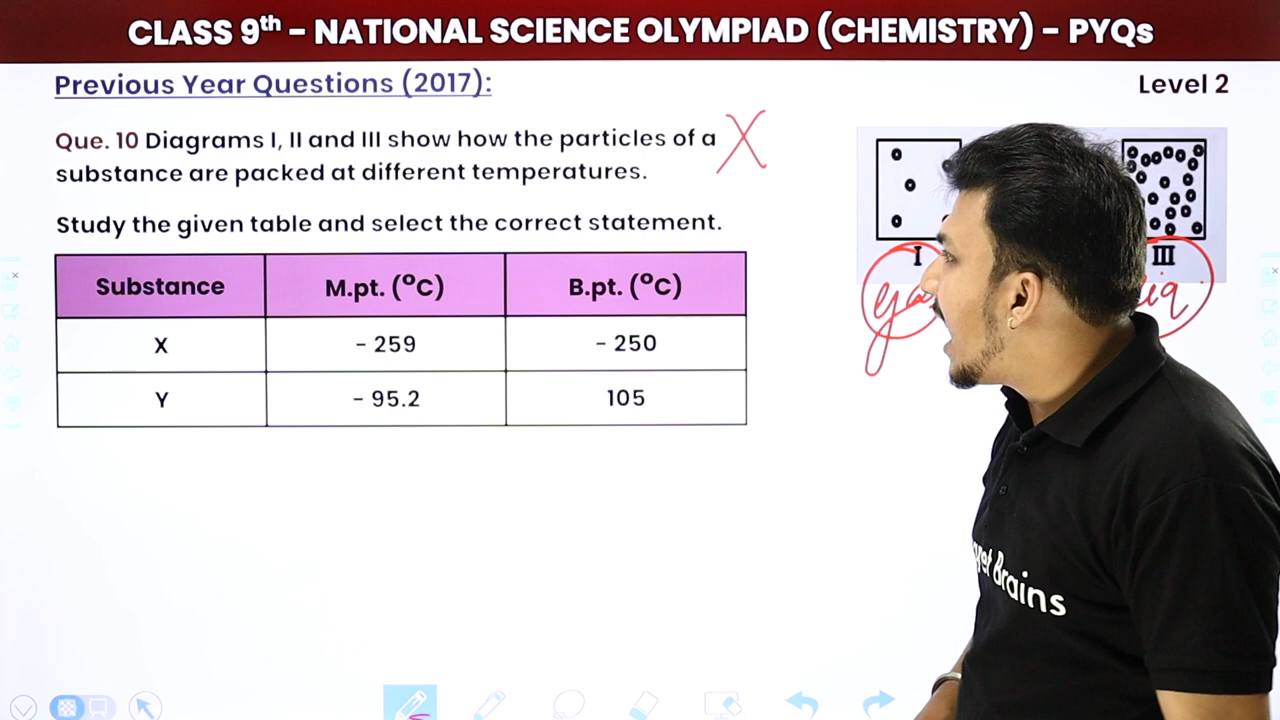 CLASS 9th - NATIONAL SCIENCE OLYMPIAD (CHEMISTRY) - PYQs
Previous Year Questions (2017):
Level 2
Que. 10 Diagrams I, II and III show how the particles of a
substance are packed at different temperatures.
X
Study the given table and select the correct statement.
Substance M.pt. (°C) B.pt. (°C)
X - 259 - 250
Y - 95.2 105
I III
Brains